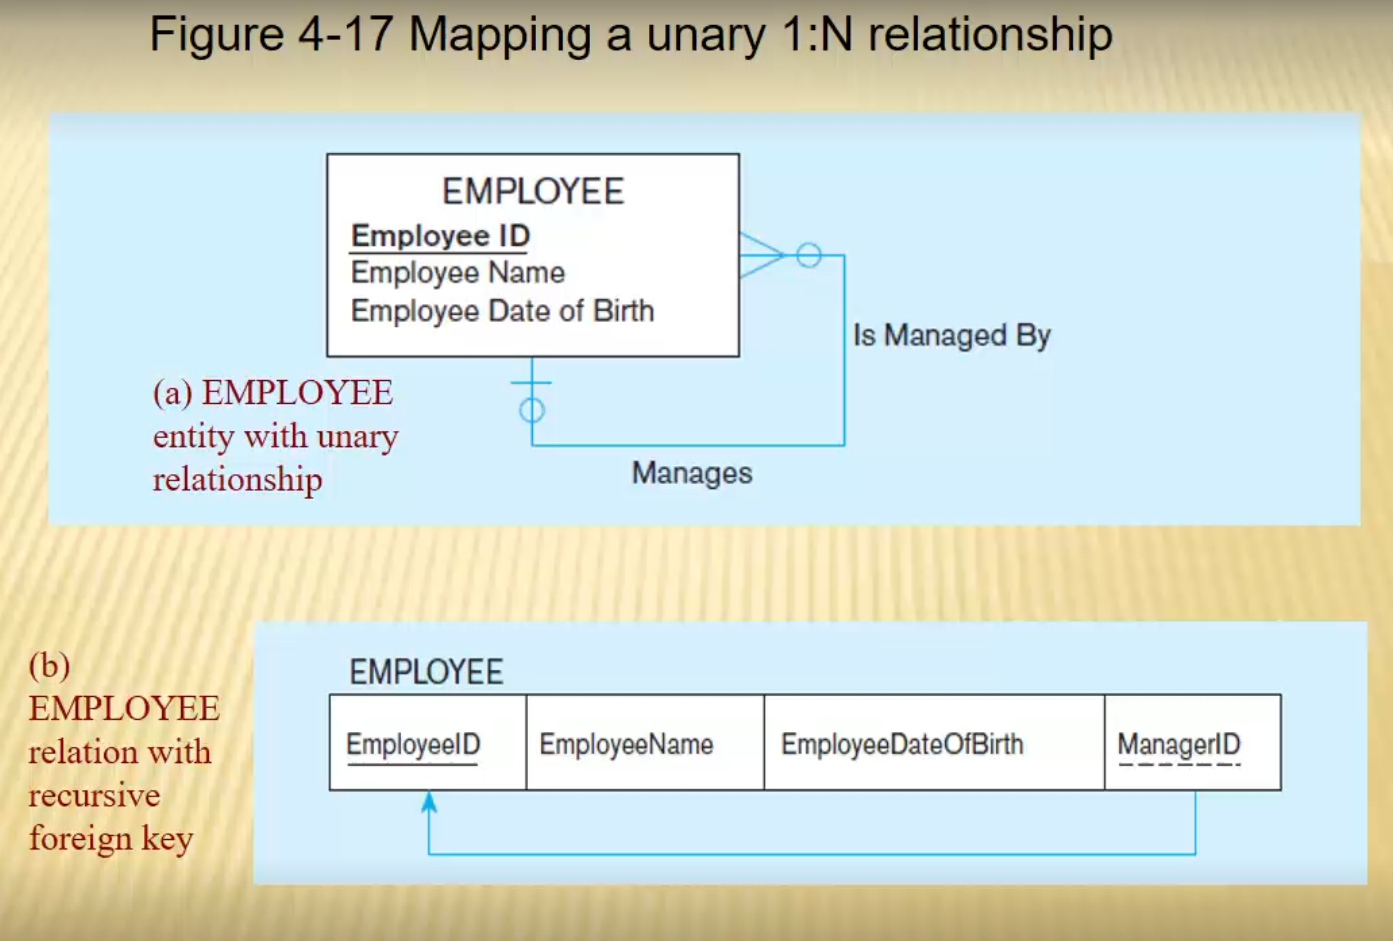 Figure 4-17 Mapping a unary 1:N relationship
EMPLOYEE
Employee ID
Employee Name
Employee Date of Birth
Is Managed By
Manages
(a) EMPLOYEE
entity with unary
relationship
(b)
EMPLOYEE
relation with
recursive
foreign key
EMPLOYEE
EmployeeID EmployeeName EmployeeDateOfBirth ManagerID